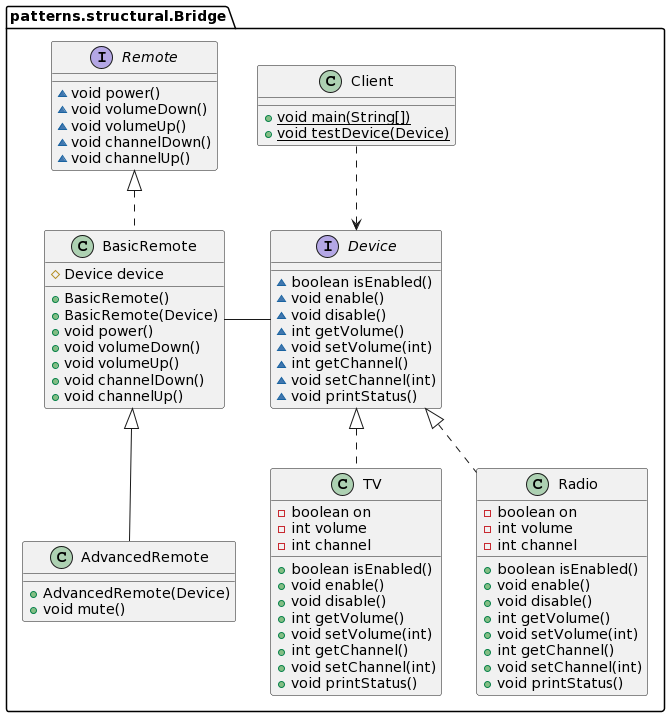 patterns.structural.Bridge
I Remote
void power()
void volumeDown()
void volumeUp()
void channelDown()
void channelUp()
C Client
void main(String[])
void testDevice(Device)
C BasicRemote
Device device
BasicRemote()
BasicRemote(Device)
void power()
void volumeDown()
void volumeUp()
void channelDown()
void channelUp()
I Device
boolean isEnabled()
void enable()
void disable()
int getVolume()
void setVolume(int)
int getChannel()
void setChannel(int)
void printStatus()
C AdvancedRemote
AdvancedRemote(Device)
void mute()
C TV
boolean on
int volume
int channel
boolean isEnabled()
void enable()
void disable()
int getVolume()
void setVolume(int)
int getChannel()
void setChannel(int)
void printStatus()
C Radio
boolean on
int volume
int channel
boolean isEnabled()
void enable()
void disable()
int getVolume()
void setVolume(int)
int getChannel()
void setChannel(int)
void printStatus()